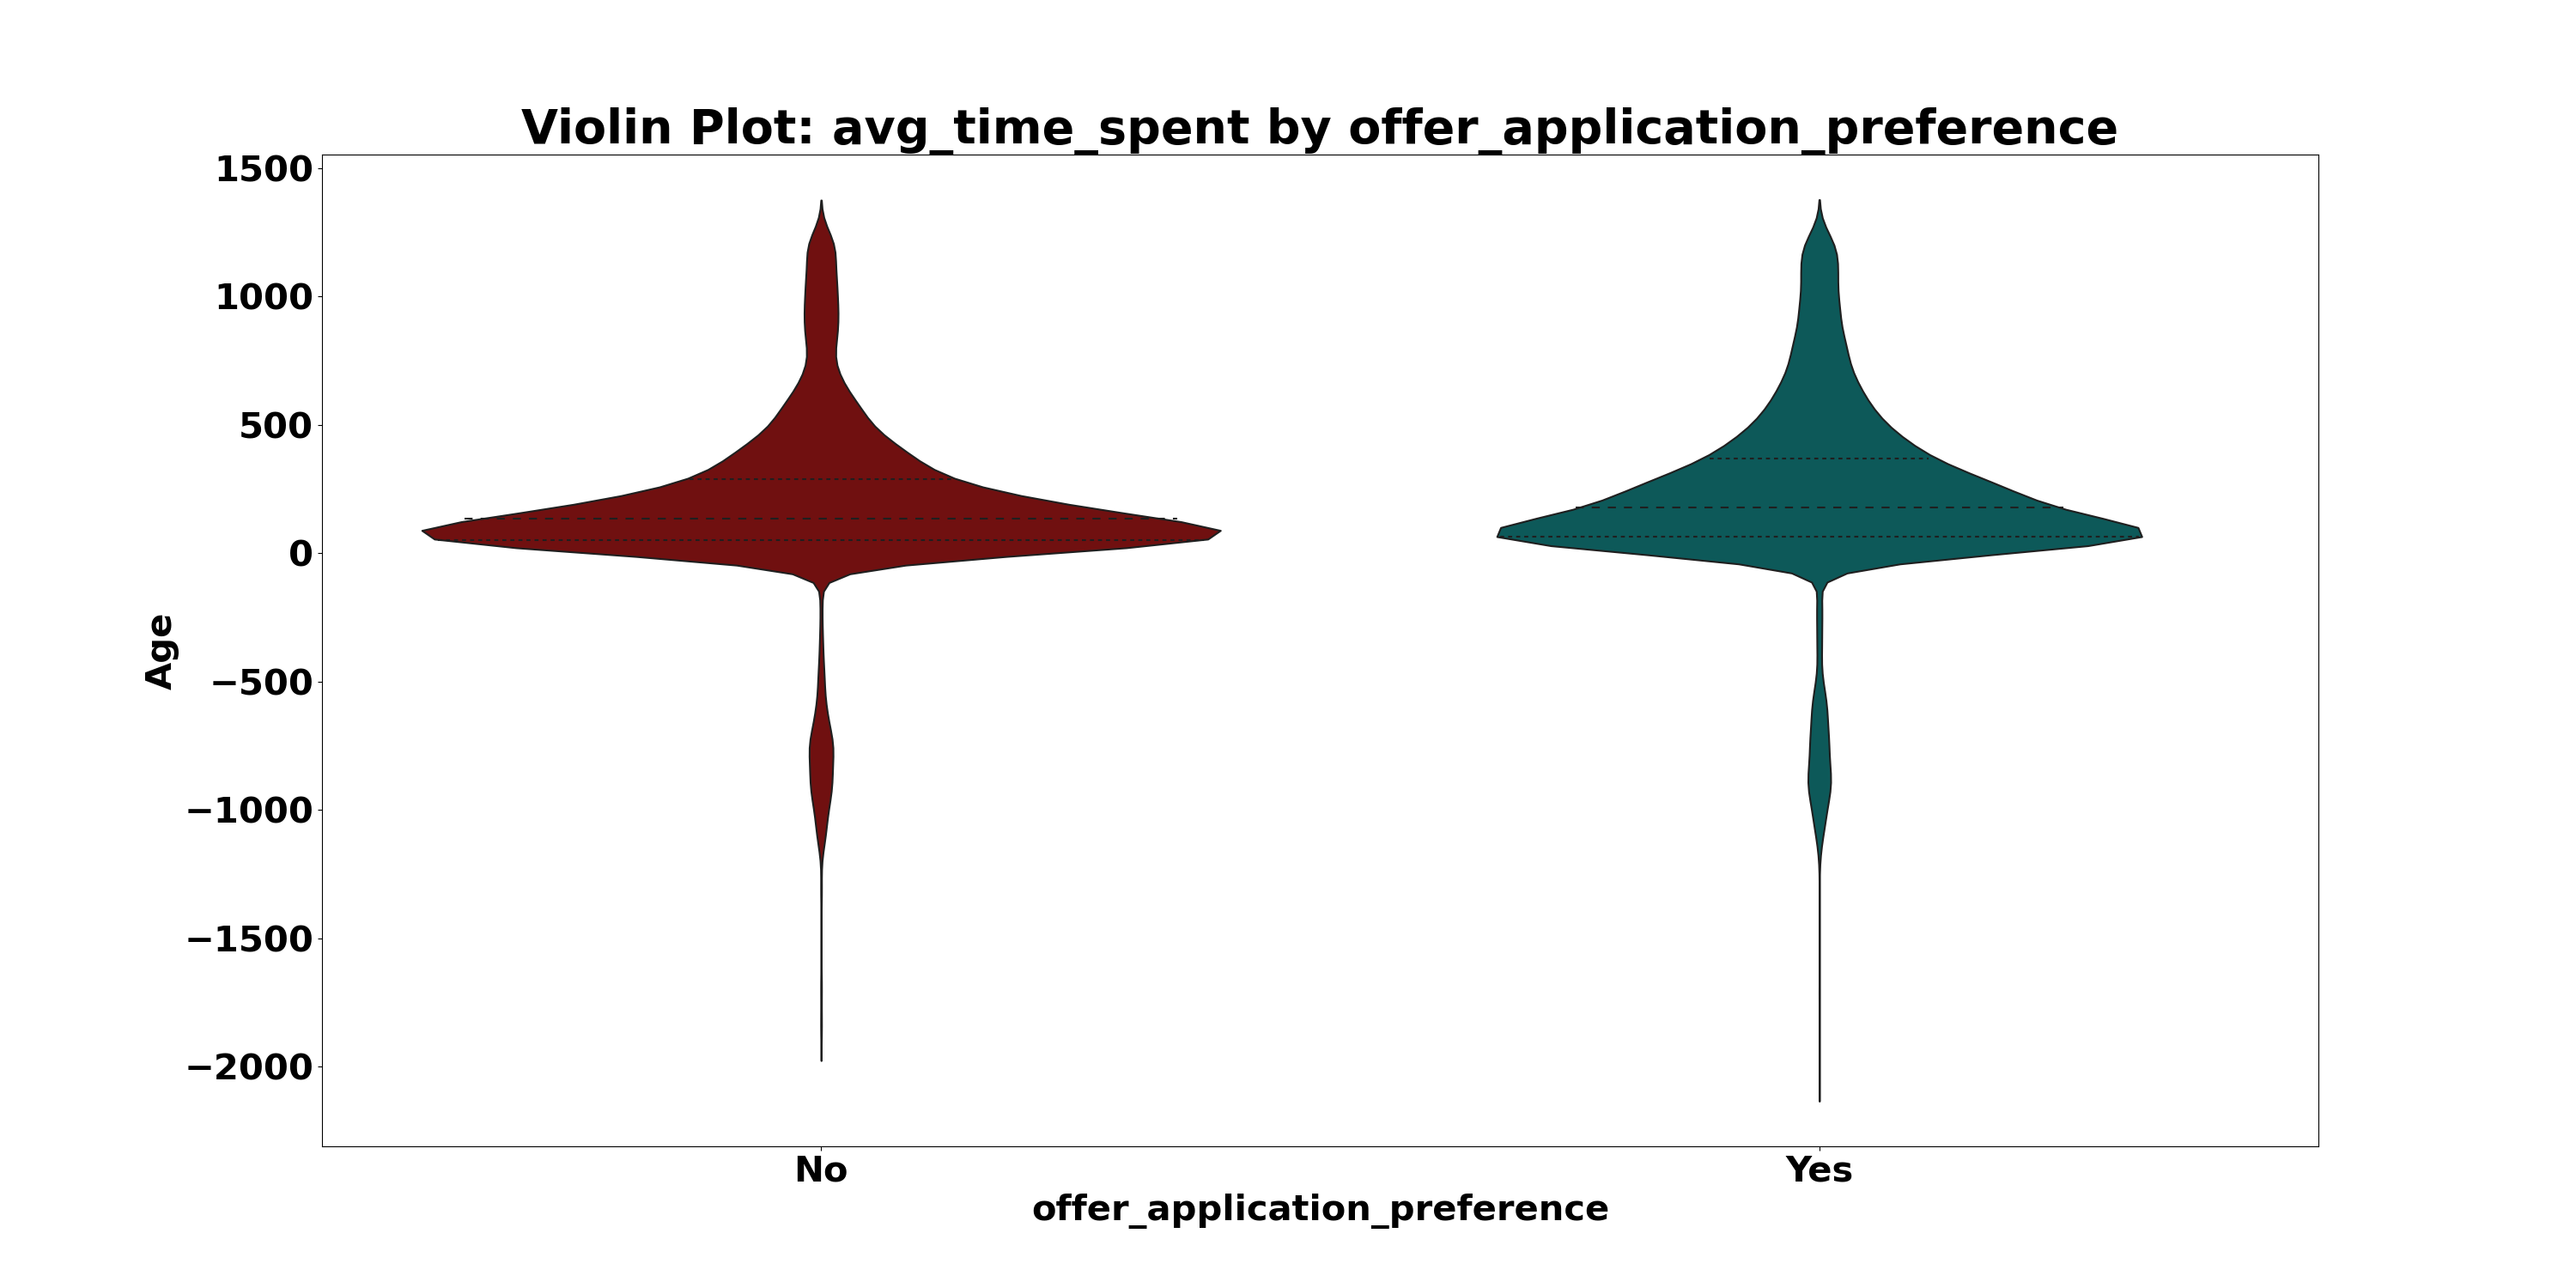 Violin Plot: avg_time_spent by offer_application_preference
1500
1000
500
0
−500
−1000
−1500
−2000
Age
No
Yes
offer_application_preference